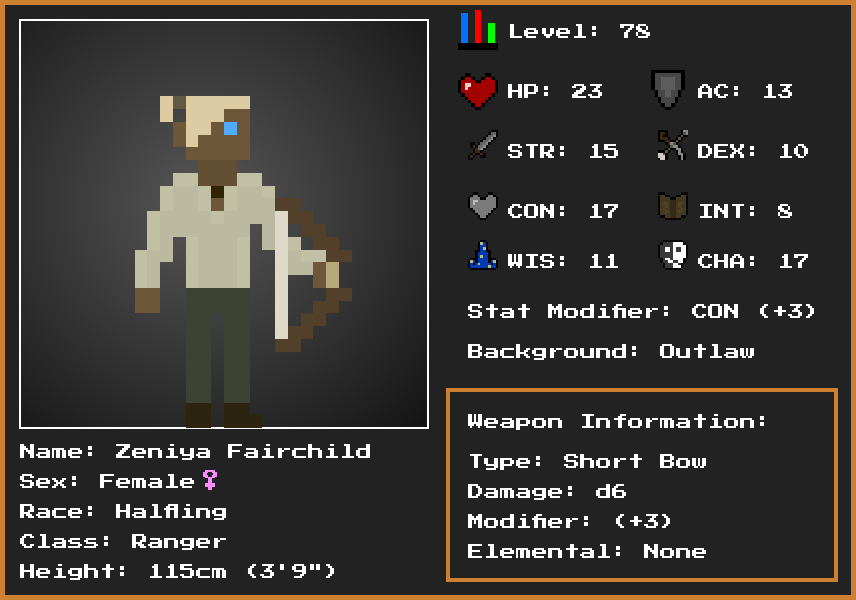 Level: 78
HP: 23
AC: 13
STR: 15
DEX: 10
CON: 17
INT: 8
WIS: 11
CHA: 17
Stat Modifier: CON (+3)
Background: Outlaw
Weapon Information:
Type: Short Bow
Damage: d6
Modifier: (+3)
Elemental: None
Name: Zeniya Fairchild
Sex: Female♀
Race: Halfling
Class: Ranger
Height: 115cm (3'9")